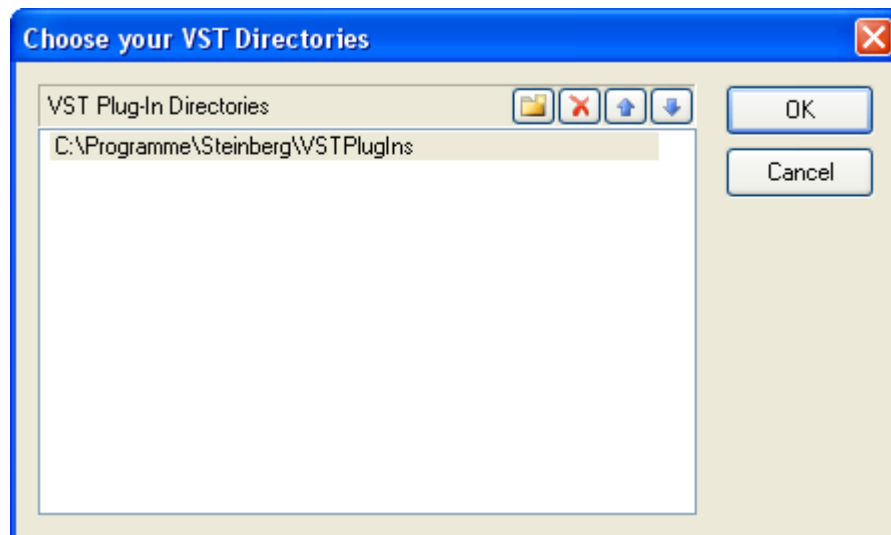 Choose your VST Directories
VST Plug-In Directories
OK
C:\Programme\Steinberg\VSTPlugIns
Cancel